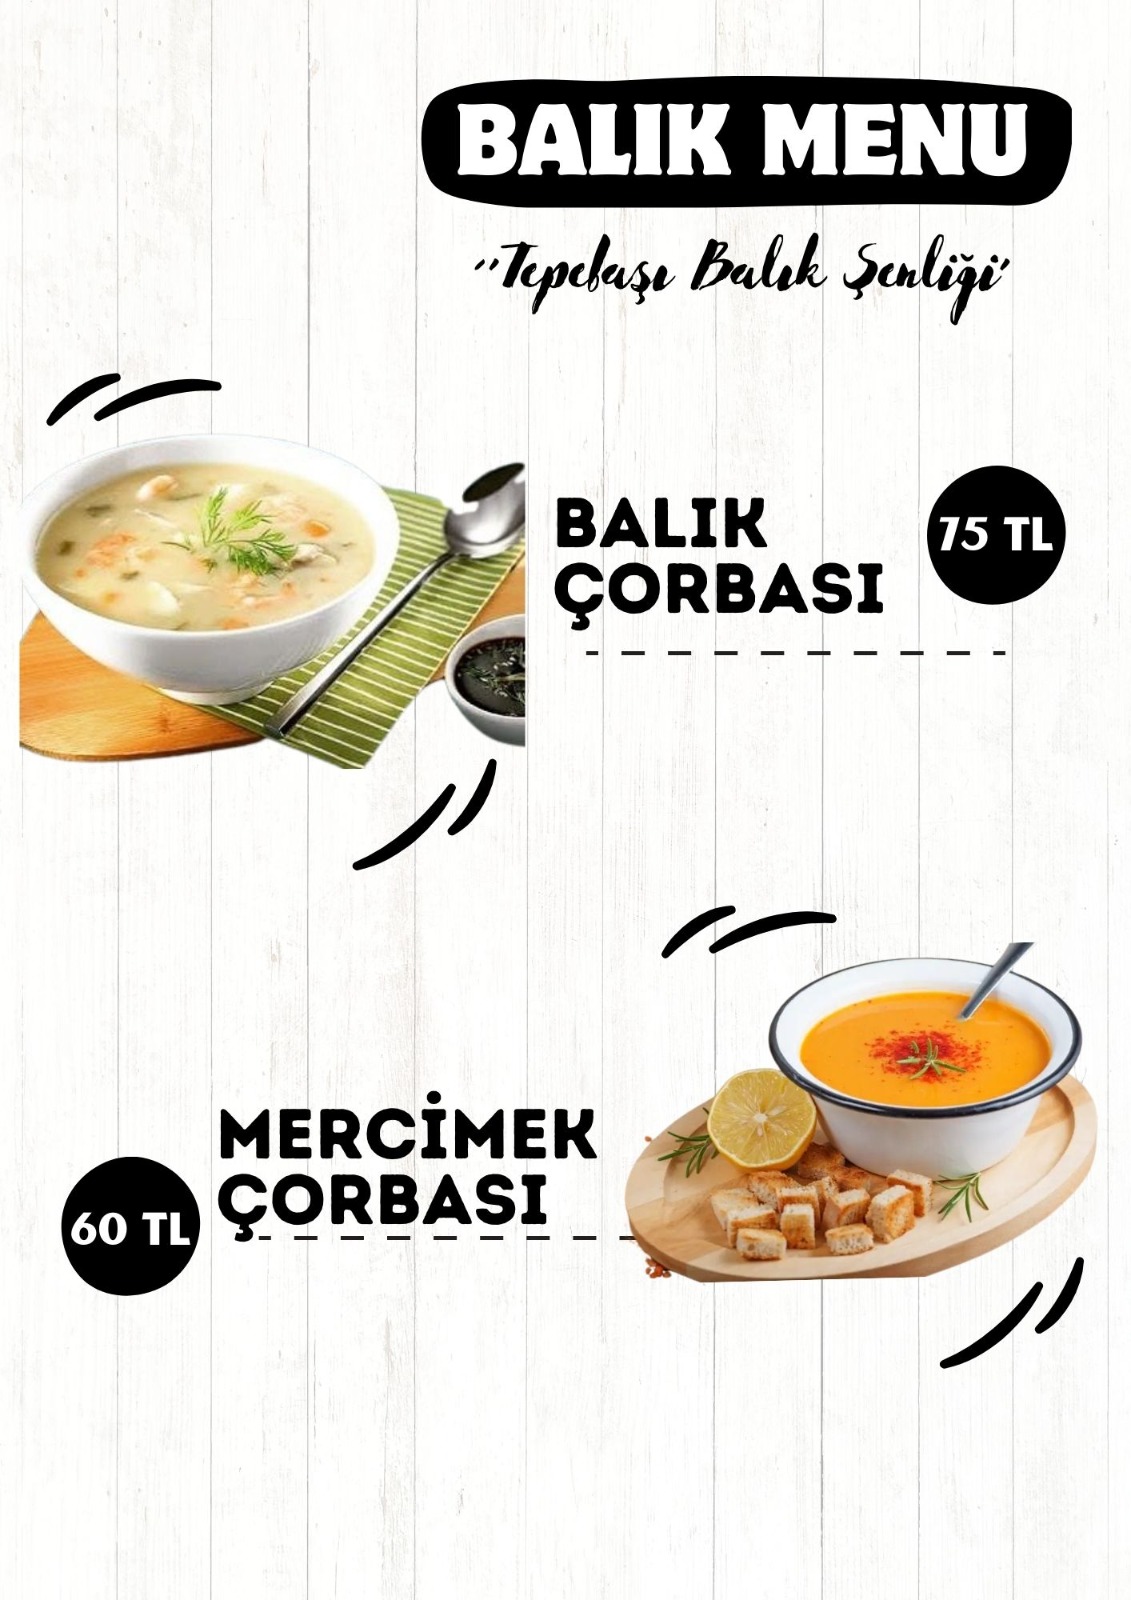 BALIK MENU
"Tepebaşı Balık Şenliği"
BALIK
ÇORBASI
75 TL
MERCİMEK
ÇORBASI
60 TL